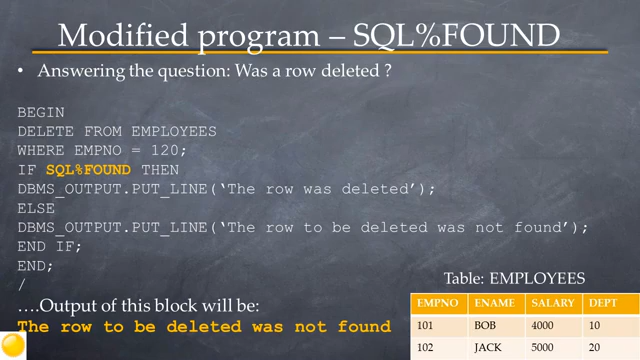 Modified program – SQL%FOUND
• Answering the question: Was a row deleted ?
BEGIN
DELETE FROM EMPLOYEES
WHERE EMPNO = 120;
IF SQL%FOUND THEN
DBMS_OUTPUT.PUT_LINE(‘The row was deleted’);
ELSE
DBMS_OUTPUT.PUT_LINE(‘The row to be deleted was not found’);
END IF;
END;
/
….Output of this block will be:
The row to be deleted was not found
Table: EMPLOYEES
EMPNO ENAME SALARY DEPT
101 BOB 4000 10
102 JACK 5000 20